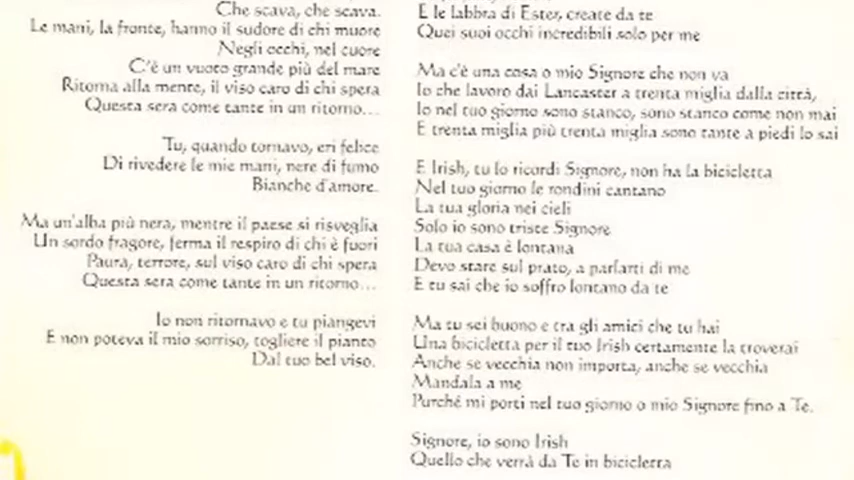 Che scava, che scava.
Le mani, la fronte, hanno il sudore di chi muore
Negli occhi, nel cuore
C'è un vuoto grande più del mare
Ritorna alla mente, il viso caro di chi spera
Questa sera come tante in un ritorno...
Tu, quando tornavo, eri felice
Di rivedere le mie mani, nere di fumo
Bianche d'amore.
Ma un'alba più nera, mentre il paese si risveglia
Un sordo fragore, ferma il respiro di chi è fuori
Paura, terrore, sul viso caro di chi spera
Questa sera come tante in un ritorno...
Io non ritornavo e tu piangevi
E non poteva il mio sorriso, togliere il pianto
Dal tuo bel viso.
E le labbra di Ester, create da te
Quei suoi occhi incredibili solo per me
Ma c'è una cosa o mio Signore che non va
Io che lavoro dai Lancaster a trenta miglia dalla città,
Io nel tuo giorno sono stanco, sono stanco come non mai
E trenta miglia più trenta miglia sono tante a piedi lo sai
E Irish, tu lo ricordi Signore, non ha la bicicletta
Nel tuo giorno le rondini cantano
La tua gloria nei cieli
Solo io sono triste Signore
La tua casa è lontana
Devo stare sul prato, a parlarti di me
E tu sai che io soffro lontano da te
Ma tu sei buono e tra gli amici che tu hai
Una bicicletta per il tuo Irish certamente la troverai
Anche se vecchia non importa, anche se vecchia
Mandala a me
Purché mi porti nel tuo giorno o mio Signore fino a Te.
Signore, io sono Irish
Quello che verrà da Te in bicicletta